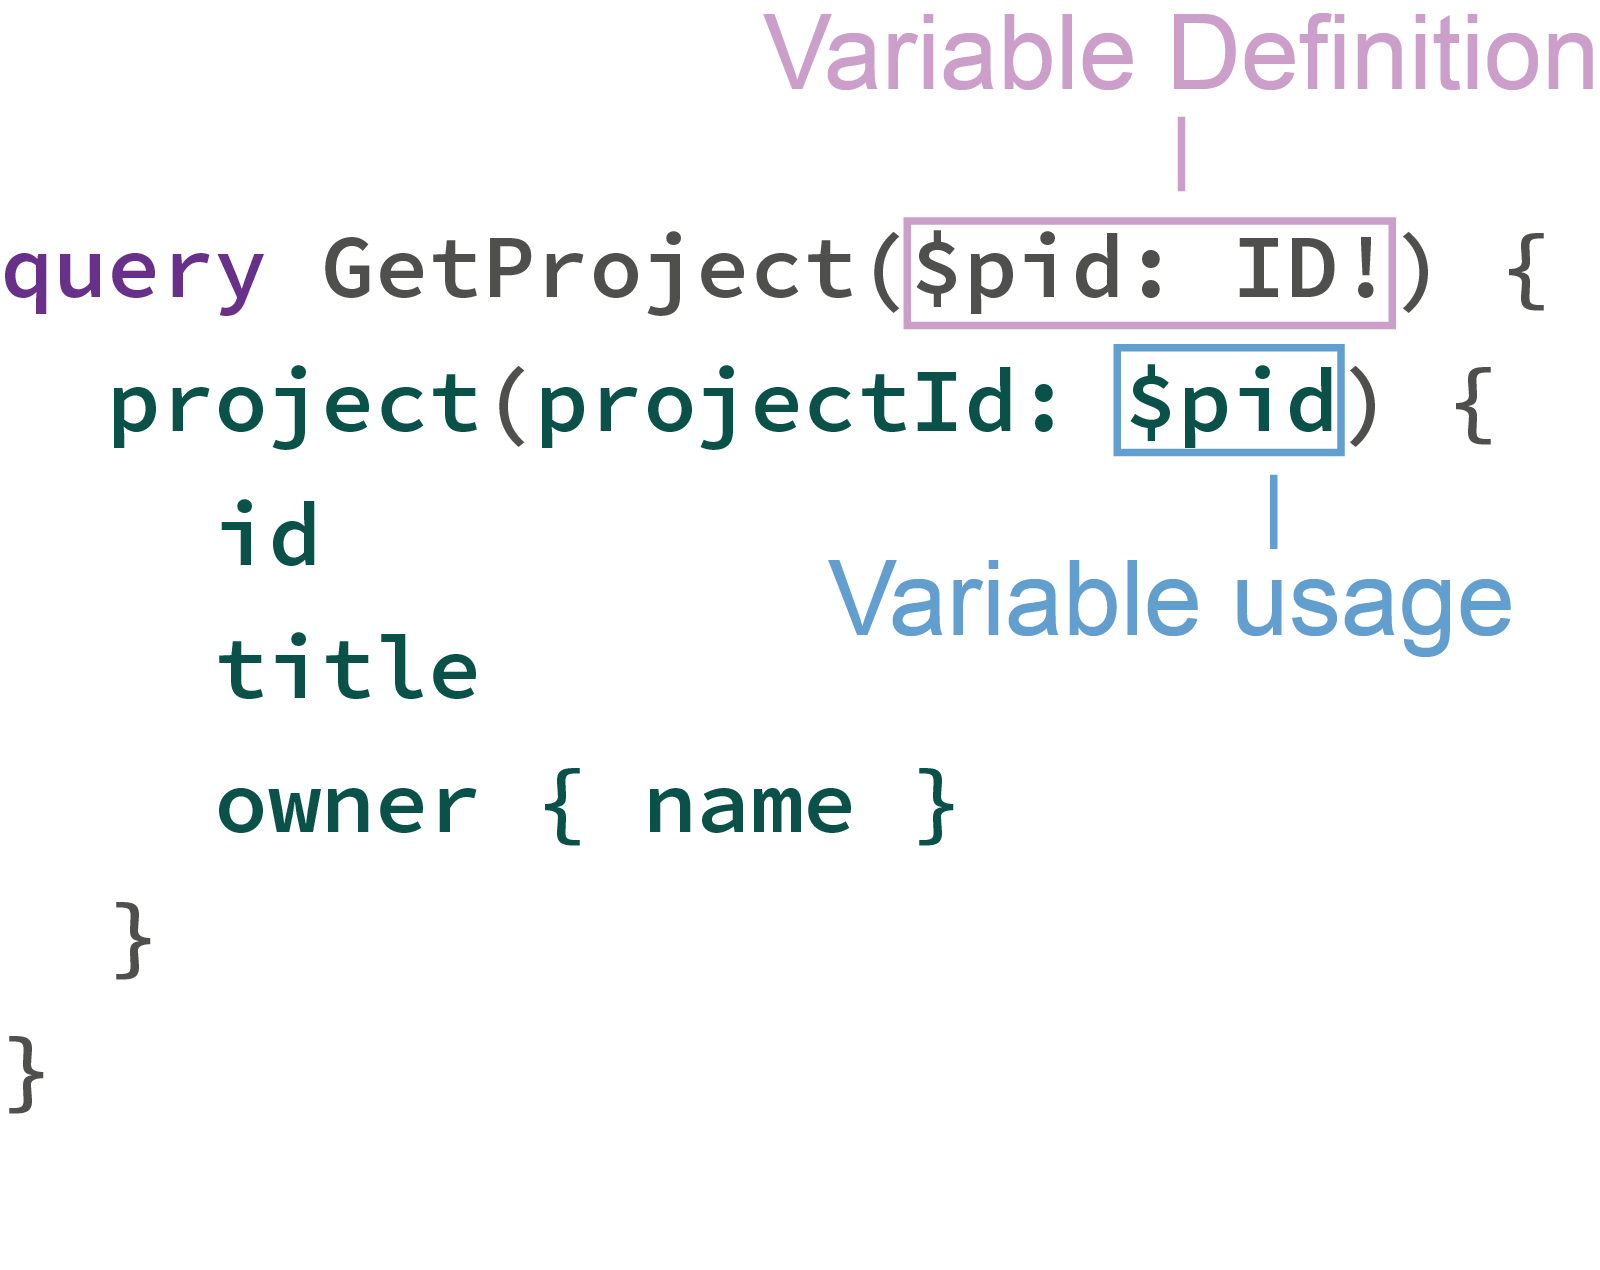 Variable Definition
query GetProject($pid: ID!) {
project(projectId: $pid) {
id
Variable usage
title
owner { name }
}
}